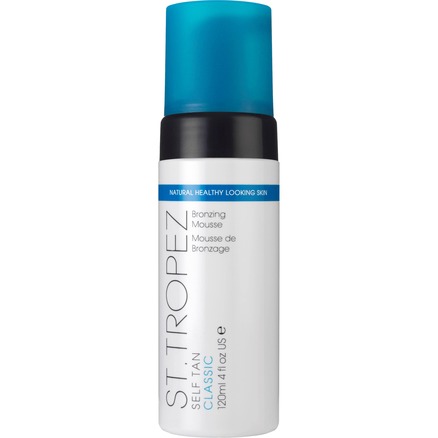 NATURAL HEALTHY LOOKING SKIN
Bronzing
Mousse
Mousse de
Bronzage
ST.TROPEZ
SELF TAN
CLASSIC
120ml 4 fl oz US ℮